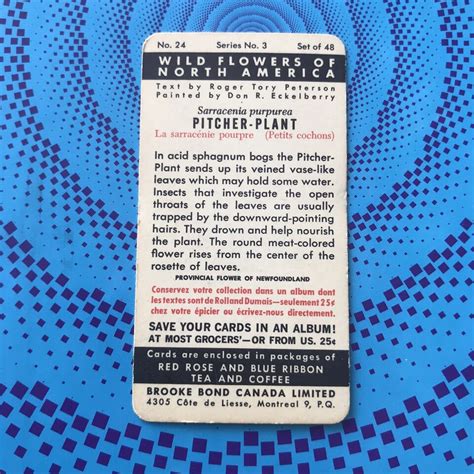 No. 24 Series No. 3 Set of 48
WILD FLOWERS OF
NORTH AMERICA
Text by Roger Tory Peterson
Painted by Don R. Eckelberry
Sarracenia purpurea
PITCHER-PLANT
La sarracénie pourpre (Petits cochons)
In acid sphagnum bogs the Pitcher-
Plant sends up its veined vase-like
leaves which may hold some water.
Insects that investigate the open
throats of the leaves are usually
trapped by the downward-pointing
hairs. They drown and help nourish
the plant. The round meat-colored
flower rises from the center of the
rosette of leaves.
PROVINCIAL FLOWER OF NEWFOUNDLAND
Conservez votre collection dans un album dont
les textes sont de Rolland Dumais—seulement 25¢
chez votre épicier ou écrivez-nous directement.
SAVE YOUR CARDS IN AN ALBUM!
AT MOST GROCERS'—OR FROM US. 25¢
Cards are enclosed in packages of
RED ROSE AND BLUE RIBBON
TEA AND COFFEE
BROOKE BOND CANADA LIMITED
4305 Côte de Liesse, Montreal 9, P.Q.